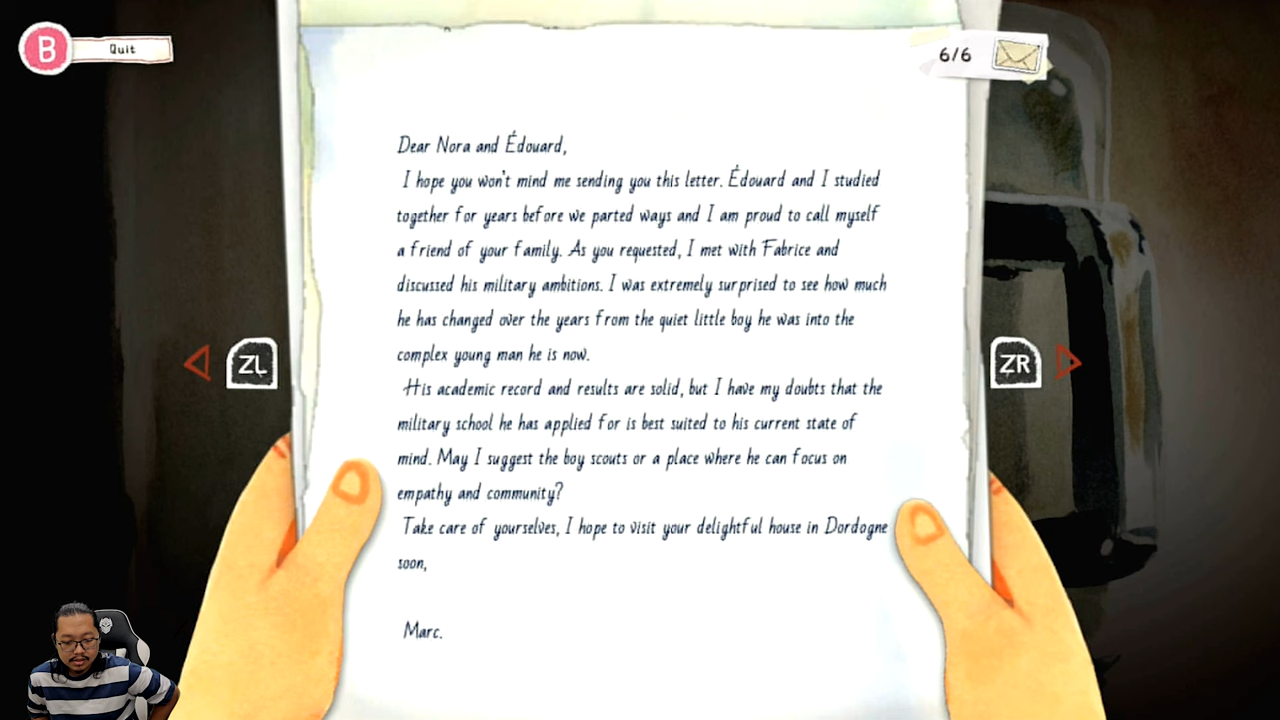 B Quit
6/6
Dear Nora and Édouard,
I hope you won't mind me sending you this letter. Édouard and I studied
together for years before we parted ways and I am proud to call myself
a friend of your family. As you requested, I met with Fabrice and
discussed his military ambitions. I was extremely surprised to see how much
he has changed over the years from the quiet little boy he was into the
complex young man he is now.
His academic record and results are solid, but I have my doubts that the
military school he has applied for is best suited to his current state of
mind. May I suggest the boy scouts or a place where he can focus on
empathy and community?
Take care of yourselves, I hope to visit your delightful house in Dordogne
soon,
Marc.
ZL
ZR